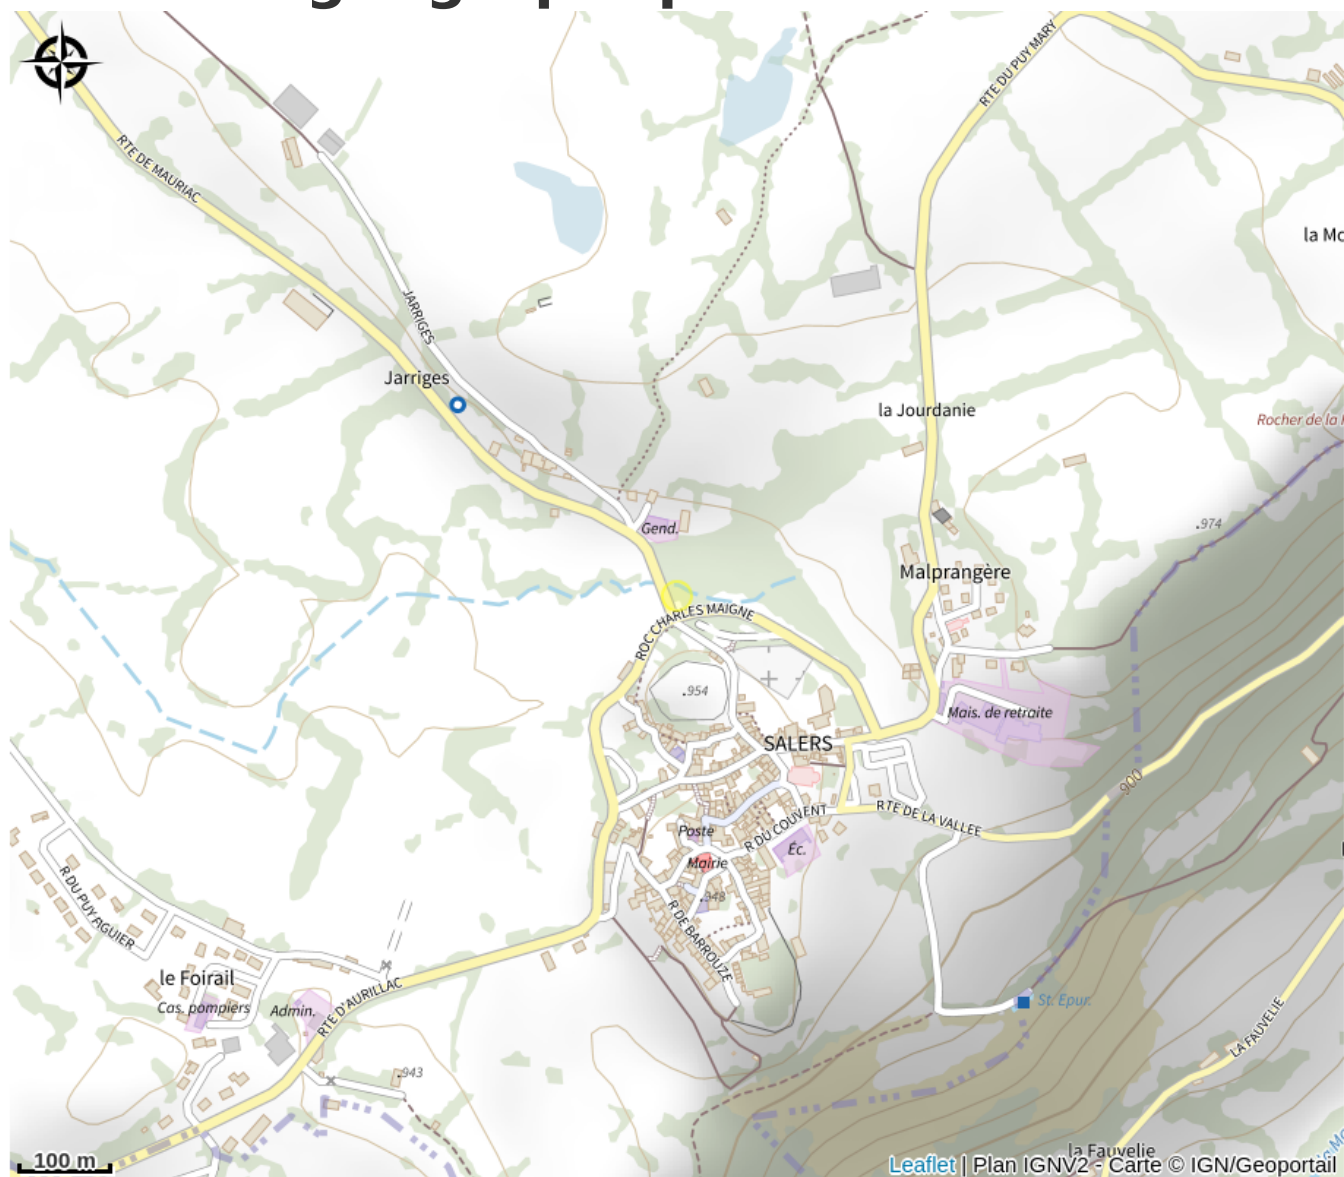 RTE DU PUY MARY
RTE DE MAURIAC
la Mo
JARRIGES
Jarriges
la Jourdanie
Rocher de la
.974
Gend.
Malprangère
ROC CHARLES MAIGNE
.954
Mais. de retraite
SALERS
900
RTE DE LA VALLEE
Poste
R DU COUVENT
Éc.
Mairie
.948
R DU PUY FIGUIER
R DE BARROUZE
le Foirail
Cas. pompiers
Admin.
RTE D'AURILLAC
St. Epur.
LA FAUVELIE
.943
la Fauvelie
100 m
Leaflet | Plan IGNV2 - Carte © IGN/Geoportail